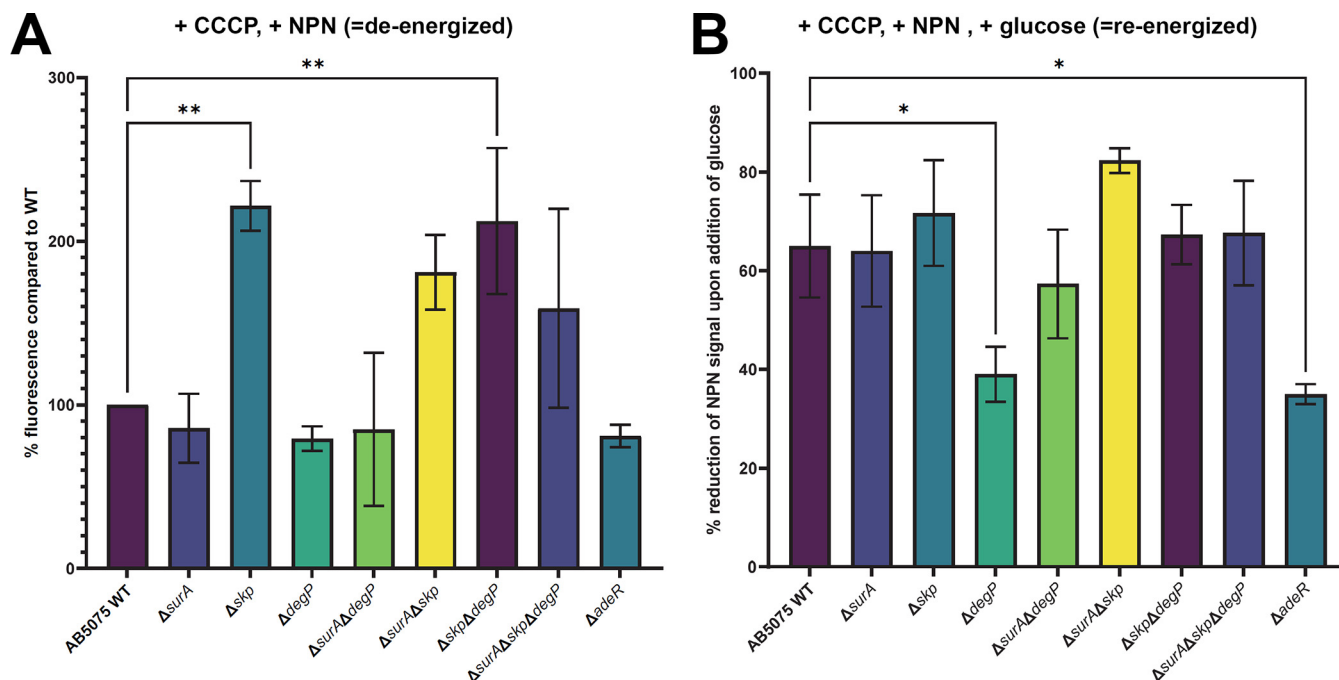 A
+ CCCP, + NPN (=de-energized)
% fluorescence compared to WT
300
200
100
0
**
**
AB5075 WT
ΔsurA
Δskp
ΔdegP
ΔsurAΔdegP
ΔsurAΔskp
ΔskpΔdegP
ΔsurAΔskpΔdegP
ΔadeR
B
+ CCCP, + NPN , + glucose (=re-energized)
% reduction of NPN signal upon addition of glucose
100
80
60
40
20
0
*
*
AB5075 WT
ΔsurA
Δskp
ΔdegP
ΔsurAΔdegP
ΔsurAΔskp
ΔskpΔdegP
ΔsurAΔskpΔdegP
ΔadeR